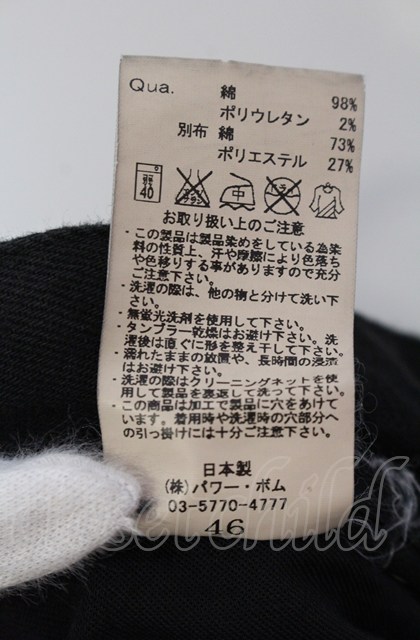 Qua. 綿 98%
ポリウレタン 2%
別布 綿 73%
ポリエステル 27%
40 中
お取り扱い上のご注意
・この製品は製品染めをしている為染
料の性質上、汗や摩擦により色落ち
や色移りする事がありますので充分
ご注意下さい。
・洗濯の際は、他の物と分けて洗い下
さい。
・無蛍光洗剤を使用して下さい。
・タンブラー乾燥はお避け下さい。洗
濯後は直ぐに形を整え干して下さい。
・濡れたままの放置や、長時間の浸漬
はお避け下さい。
・洗濯の際はクリーニングネットを使
用して製品を裏返して洗って下さい。
・この商品は加工で製品に穴をあけて
います。着用時や洗濯時の穴部分へ
の引っ掛けには十分ご注意下さい。
日本製
(株)パワー・ボム
03-5770-4777
46